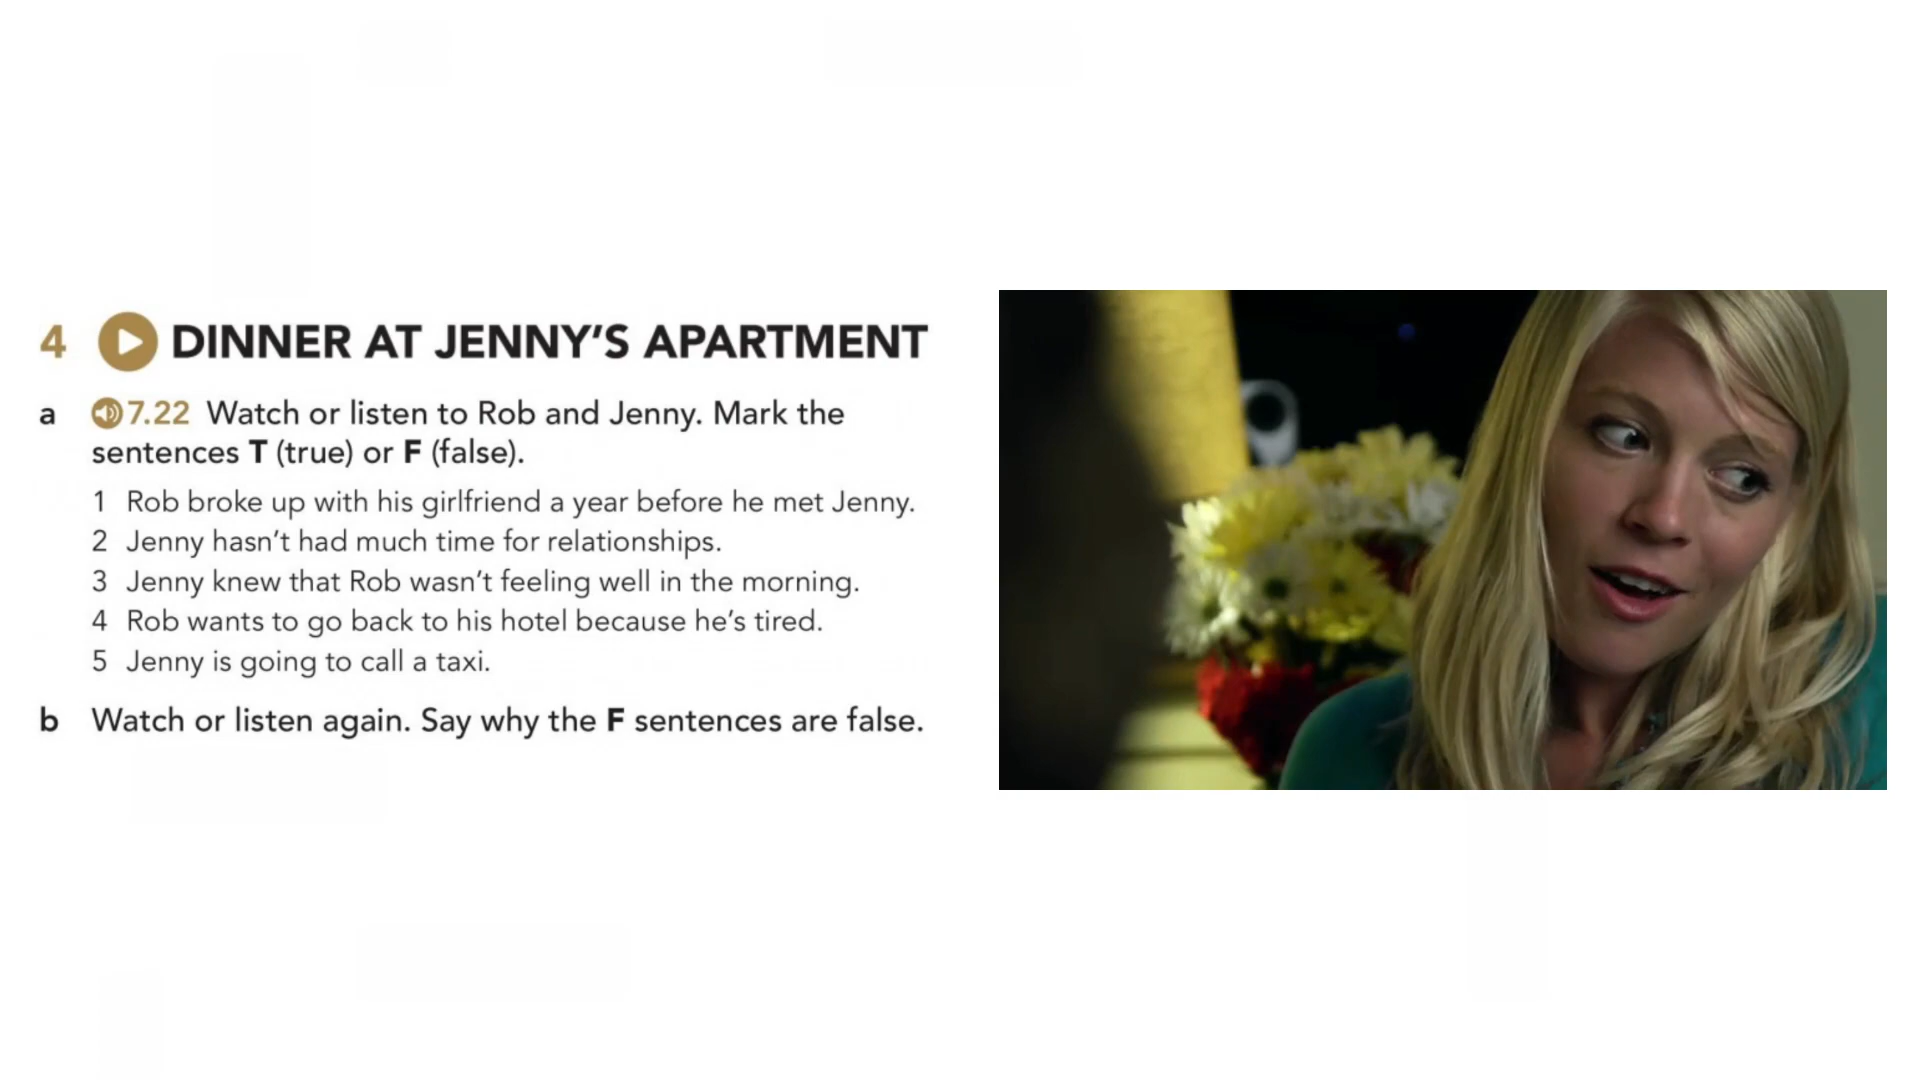 4 DINNER AT JENNY'S APARTMENT
a 7.22 Watch or listen to Rob and Jenny. Mark the
sentences T (true) or F (false).
1 Rob broke up with his girlfriend a year before he met Jenny.
2 Jenny hasn't had much time for relationships.
3 Jenny knew that Rob wasn't feeling well in the morning.
4 Rob wants to go back to his hotel because he's tired.
5 Jenny is going to call a taxi.
b Watch or listen again. Say why the F sentences are false.